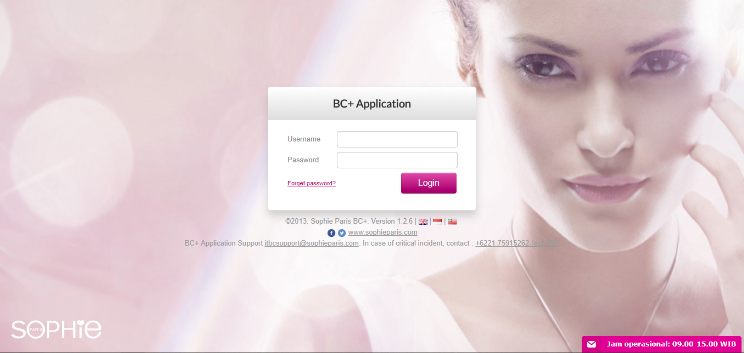 BC+ Application
Username
Password
Forget password?
Login
©2013. Sophie Paris BC+. Version 1.2.6 | | |
www.sophieparis.com
BC+ Application Support itbcsupport@sophieparis.com. In case of critical incident, contact : +6221 75915262
SOPHIE
Jam operasional: 09.00-15.00 WIB